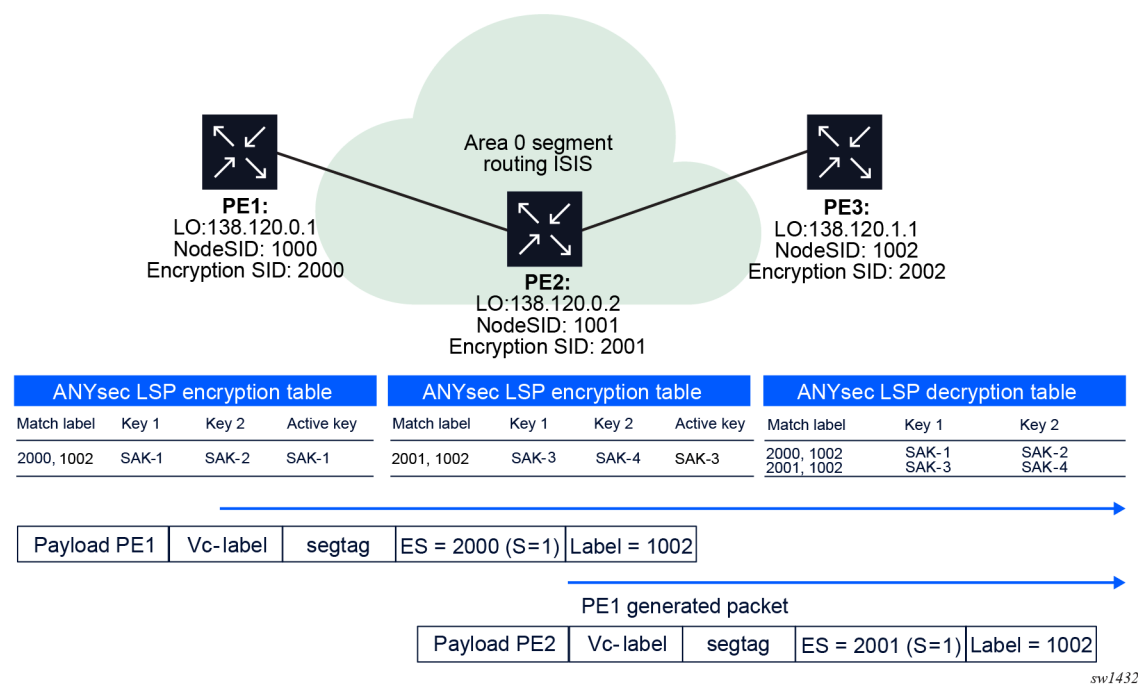 Area 0 segment
routing ISIS
PE1:
LO:138.120.0.1
NodeSID: 1000
Encryption SID: 2000
PE2:
LO:138.120.0.2
NodeSID: 1001
Encryption SID: 2001
PE3:
LO:138.120.1.1
NodeSID: 1002
Encryption SID: 2002
ANYsec LSP encryption table
Match label Key 1 Key 2 Active key
2000, 1002 SAK-1 SAK-2 SAK-1
ANYsec LSP encryption table
Match label Key 1 Key 2 Active key
2001, 1002 SAK-3 SAK-4 SAK-3
ANYsec LSP decryption table
Match label Key 1 Key 2
2000, 1002 SAK-1 SAK-2
2001, 1002 SAK-3 SAK-4
Payload PE1 Vc-label segtag ES = 2000 (S=1) Label = 1002
PE1 generated packet
Payload PE2 Vc-label segtag ES = 2001 (S=1) Label = 1002
sw1432